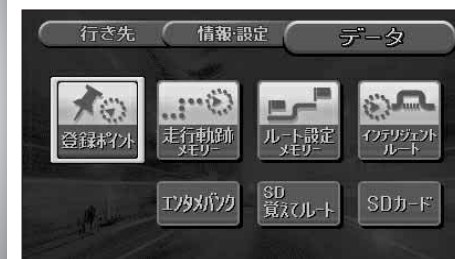 行き先
情報・設定
データ
登録ポイント
走行軌跡
メモリー
ルート設定
メモリー
インテリジェント
ルート
エンタメバンク
SD
覚えてルート
SDカード